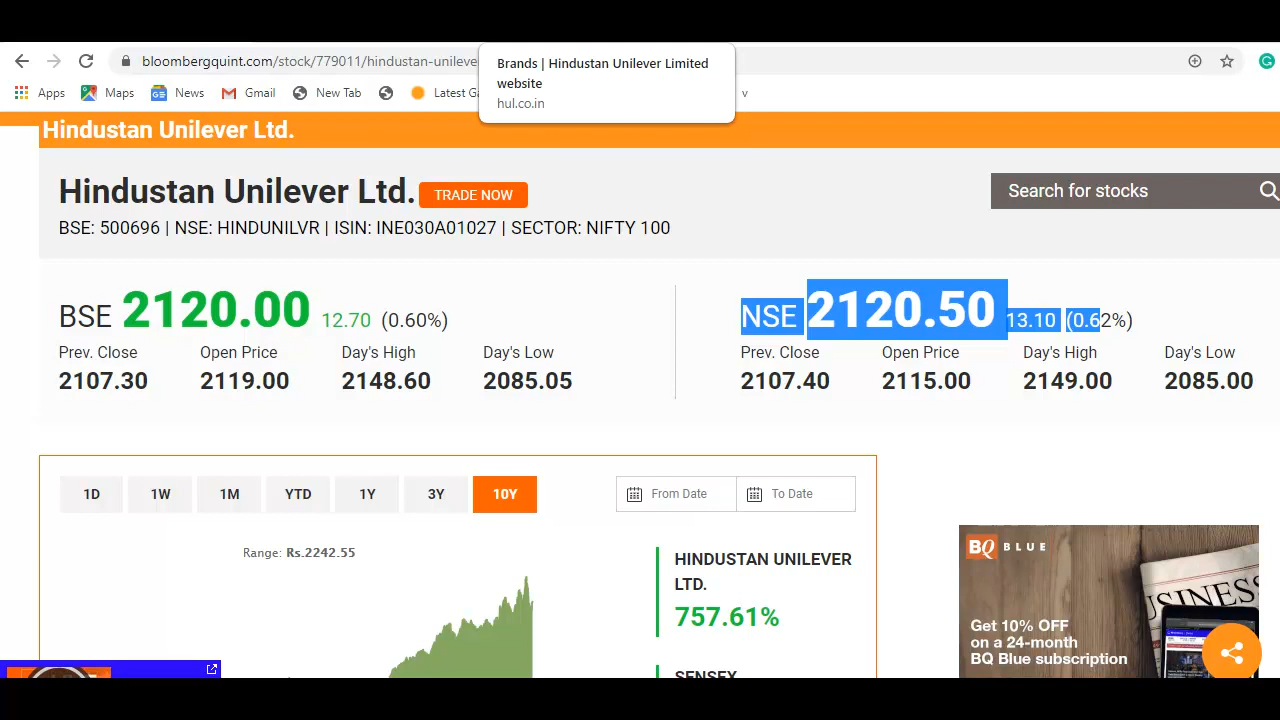 Brands | Hindustan Unilever Limited
website
hul.co.in
bloombergquint.com/stock/779011/hindustan-unileve
Apps Maps News Gmail New Tab Latest Ga v
Hindustan Unilever Ltd.
Hindustan Unilever Ltd. TRADE NOW
Search for stocks
BSE: 500696 | NSE: HINDUNILVR | ISIN: INE030A01027 | SECTOR: NIFTY 100
BSE 2120.00 12.70 (0.60%)
Prev. Close Open Price Day's High Day's Low
2107.30 2119.00 2148.60 2085.05
NSE 2120.50 13.10 (0.62%)
Prev. Close Open Price Day's High Day's Low
2107.40 2115.00 2149.00 2085.00
1D 1W 1M YTD 1Y 3Y 10Y
From Date To Date
Range: Rs.2242.55
HINDUSTAN UNILEVER
LTD.
757.61%
SENSEX
BQ BLUE
BUSINESS
Get 10% OFF
on a 24-month
BQ Blue subscription